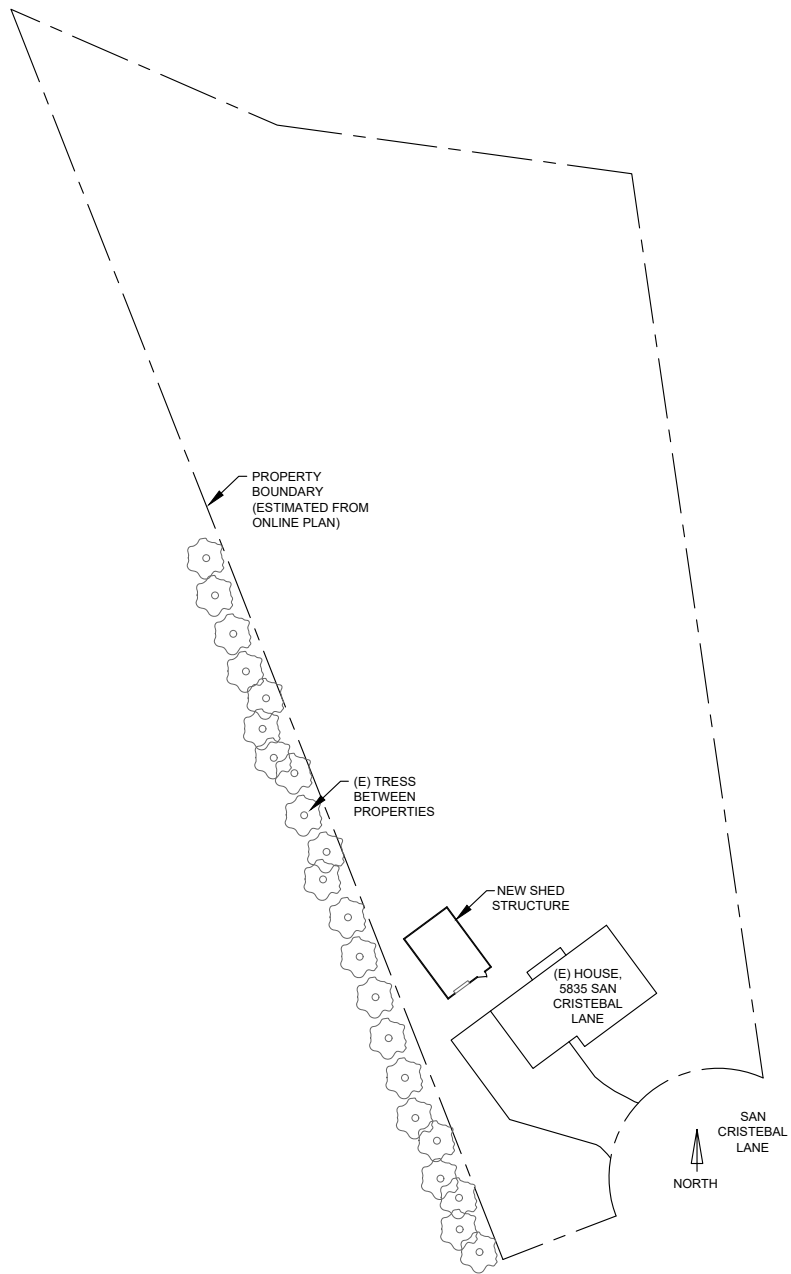 PROPERTY
BOUNDARY
(ESTIMATED FROM
ONLINE PLAN)
(E) TRESS
BETWEEN
PROPERTIES
NEW SHED
STRUCTURE
(E) HOUSE,
5835 SAN
CRISTEBAL
LANE
SAN
CRISTEBAL
LANE
NORTH